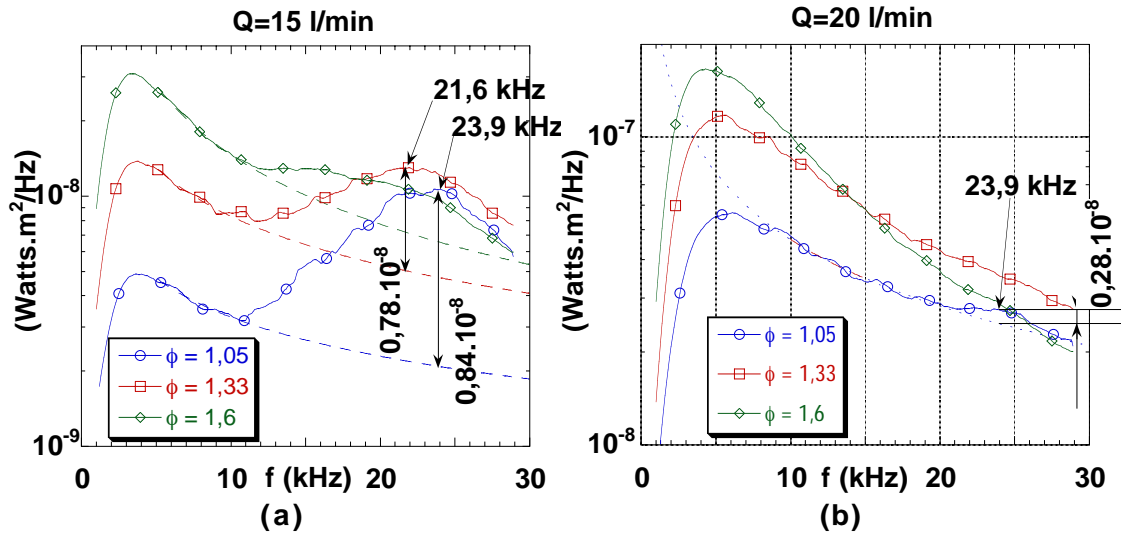 Q=15 l/min
(Watts.m²/Hz)
10⁻⁸
10⁻⁹
21,6 kHz
23,9 kHz
0,78.10⁻⁸
0,84.10⁻⁸
ϕ = 1,05
ϕ = 1,33
ϕ = 1,6
0 10 20 30
f (kHz)
(a)
Q=20 l/min
(Watts.m²/Hz)
10⁻⁷
10⁻⁸
23,9 kHz
0,28.10⁻⁸
ϕ = 1,05
ϕ = 1,33
ϕ = 1,6
0 10 20 30
f (kHz)
(b)